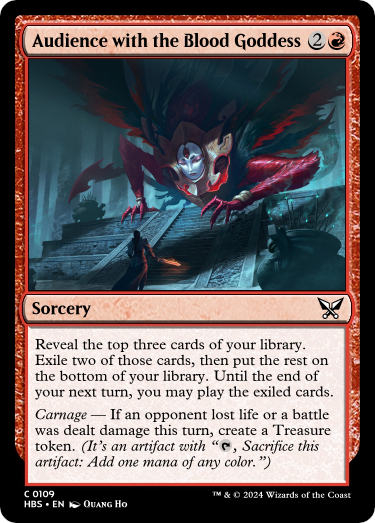 Audience with the Blood Goddess 2
Sorcery
Reveal the top three cards of your library.
Exile two of those cards, then put the rest on
the bottom of your library. Until the end of
your next turn, you may play the exiled cards.
Carnage — If an opponent lost life or a battle
was dealt damage this turn, create a Treasure
token. (It's an artifact with “, Sacrifice this
artifact: Add one mana of any color.”)
C 0109
HBS • EN Quang Ho
™ & © 2024 Wizards of the Coast